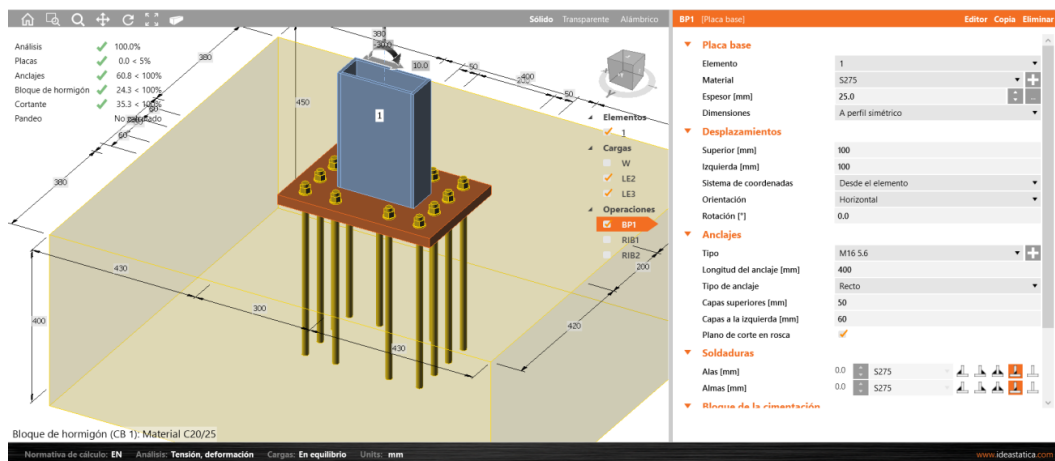 Sólido Transparente Alámbrico
BP1 [Placa base]
Editor Copia Eliminar
Análisis 100.0%
Placas 0.0 < 5%
Anclajes 60.8 < 100%
Bloque de hormigón 24.3 < 100%
Cortante 35.3 < 100%
Pandeo
380
10.0
50
400
50
380
450
60
380
1
430
300
430
400
420
200
Elementos
1
Cargas
W
LE2
LE3
Operaciones
BP1
RIB1
RIB2
Placa base
Elemento 1
Material S275
Espesor [mm] 25.0
Dimensiones A perfil simétrico
Desplazamientos
Superior [mm] 100
Izquierda [mm] 100
Sistema de coordenadas Desde el elemento
Orientación Horizontal
Rotación [°] 0.0
Anclajes
Tipo M16 5.6
Longitud del anclaje [mm] 400
Tipo de anclaje Recto
Capas superiores [mm] 50
Capas a la izquierda [mm] 60
Plano de corte en rosca
Soldaduras
Alas [mm] 0.0 S275
Almas [mm] 0.0 S275
Bloque de la cimentación
Bloque de hormigón (CB 1): Material C20/25
Normativa de cálculo: EN Análisis: Tensión, deformación Cargas: En equilibrio Units: mm
www.ideastatica.com